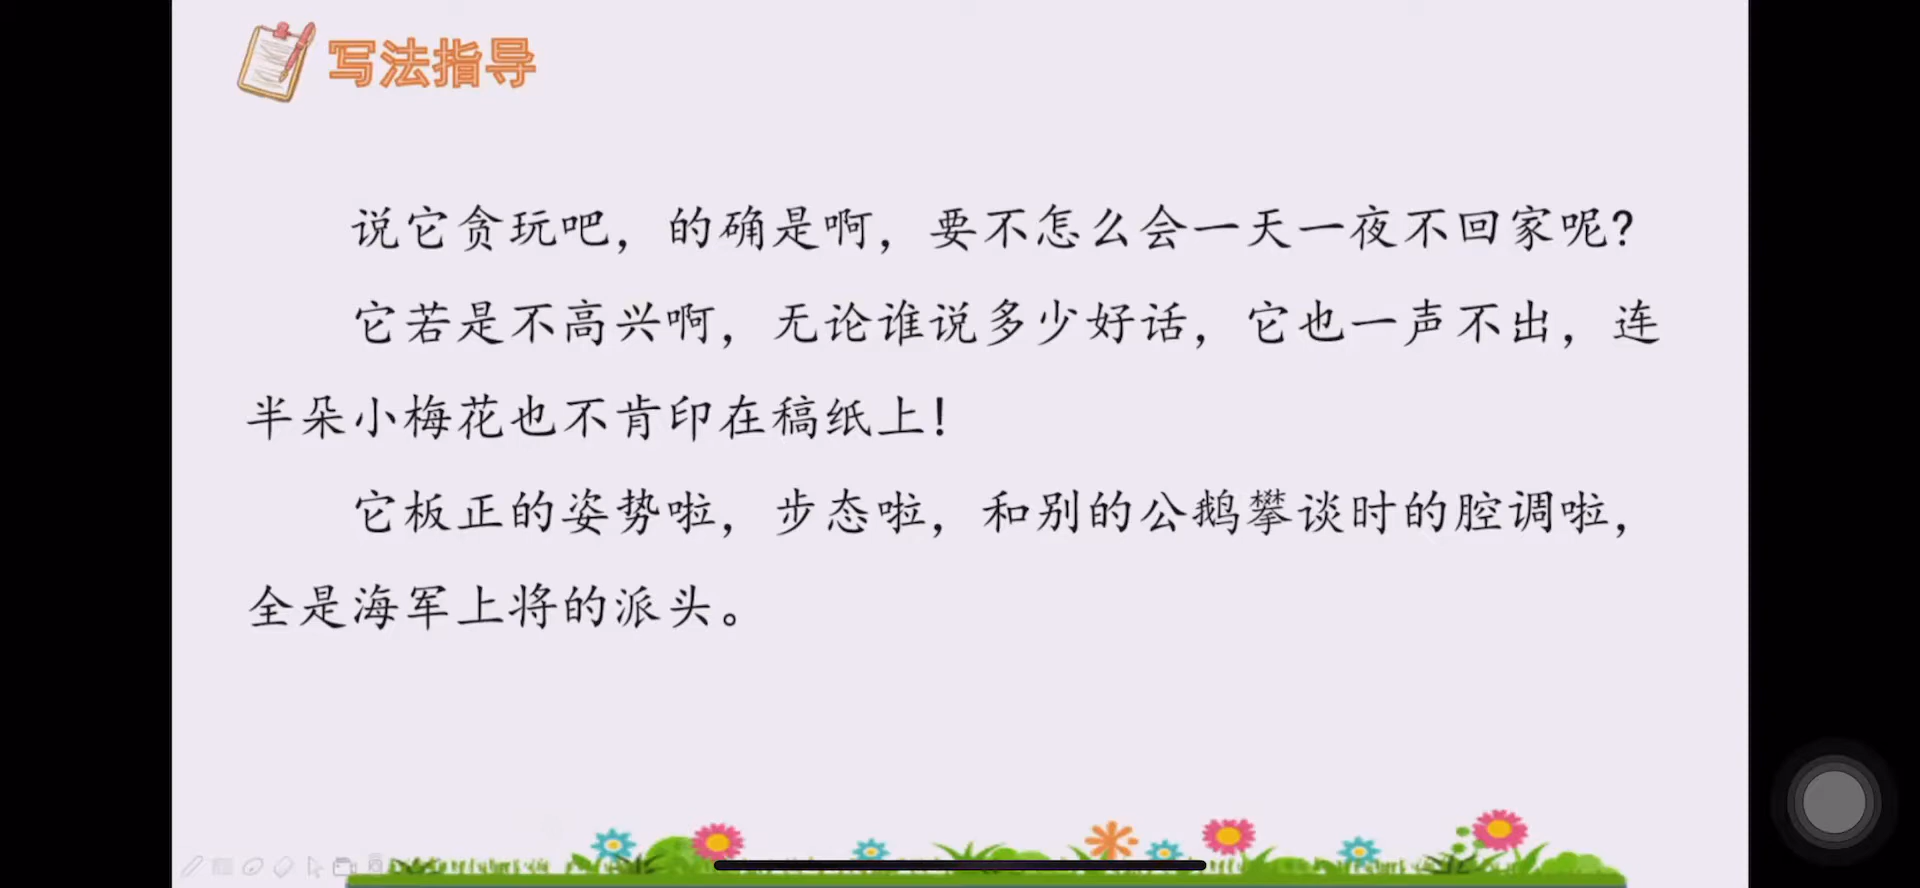 写法指导
说它贪玩吧，的确是啊，要不怎么会一天一夜不回家呢？
它若是不高兴啊，无论谁说多少好话，它也一声不出，连
半朵小梅花也不肯印在稿纸上！
它板正的姿势啦，步态啦，和别的公鹅攀谈时的腔调啦，
全是海军上将的派头。